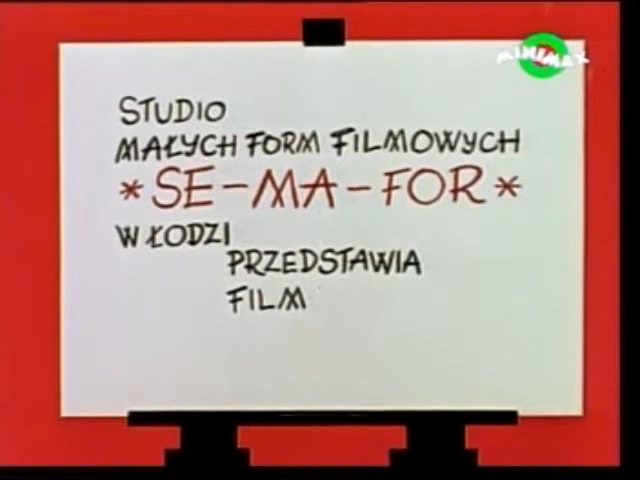 MINIMAX
STUDIO
MAŁYCH FORM FILMOWYCH
*SE-MA-FOR*
W ŁODZI
PRZEDSTAWIA
FILM